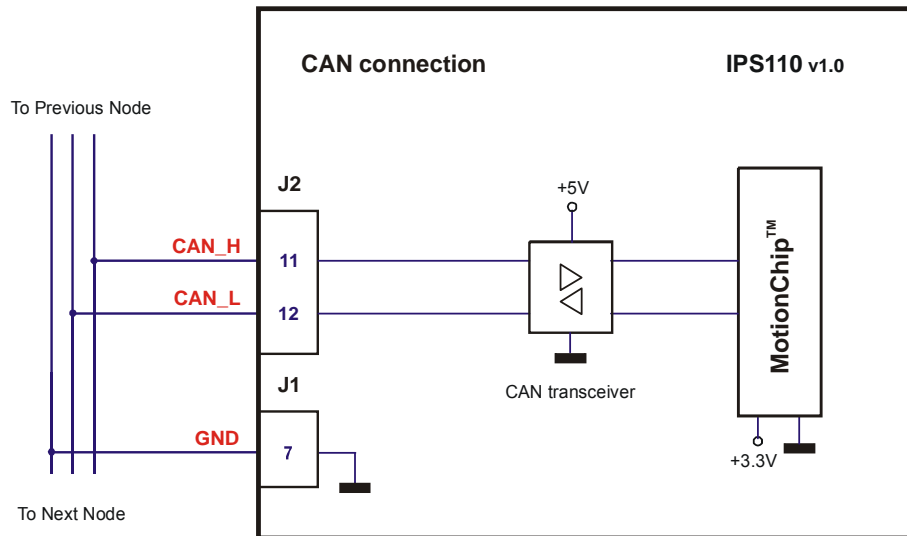 CAN connection
IPS110 v1.0
To Previous Node
J2
+5V
CAN_H
11
CAN_L
12
MotionChip™
J1
CAN transceiver
GND
7
+3.3V
To Next Node